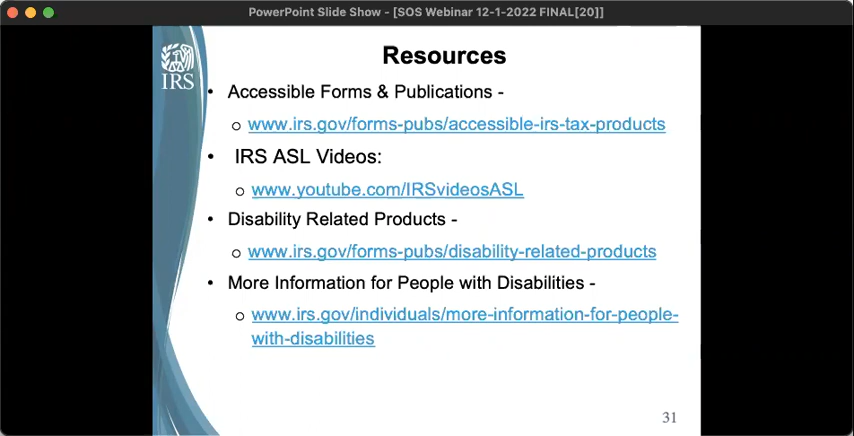 PowerPoint Slide Show - [SOS Webinar 12-1-2022 FINAL[20]]
IRS
Resources
• Accessible Forms & Publications -
o www.irs.gov/forms-pubs/accessible-irs-tax-products
• IRS ASL Videos:
o www.youtube.com/IRSvideosASL
• Disability Related Products -
o www.irs.gov/forms-pubs/disability-related-products
• More Information for People with Disabilities -
o www.irs.gov/individuals/more-information-for-people-
with-disabilities
31